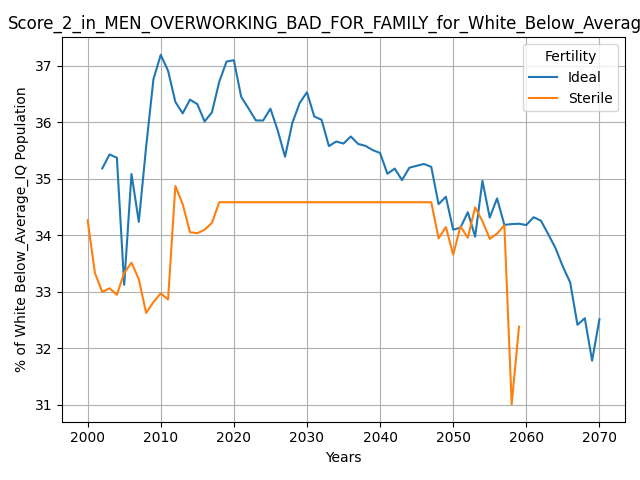 Score_2_in_MEN_OVERWORKING_BAD_FOR_FAMILY_for_White_Below_Averag
Fertility
Ideal
Sterile
37
36
35
34
33
32
31
% of White Below_Average_IQ Population
2000 2010 2020 2030 2040 2050 2060 2070
Years